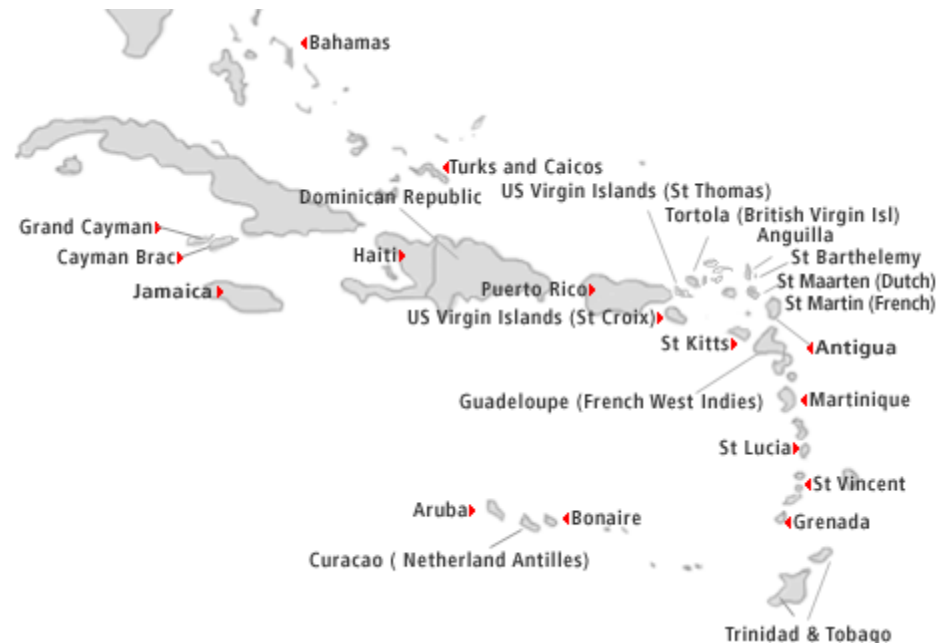 Bahamas
Turks and Caicos
US Virgin Islands (St Thomas)
Dominican Republic
Tortola (British Virgin Isl)
Grand Cayman
Anguilla
Cayman Brac
Haiti
St Barthelemy
Jamaica
Puerto Rico
St Maarten (Dutch)
St Martin (French)
US Virgin Islands (St Croix)
St Kitts
Antigua
Guadeloupe (French West Indies)
Martinique
St Lucia
St Vincent
Aruba
Bonaire
Grenada
Curacao ( Netherland Antilles)
Trinidad & Tobago